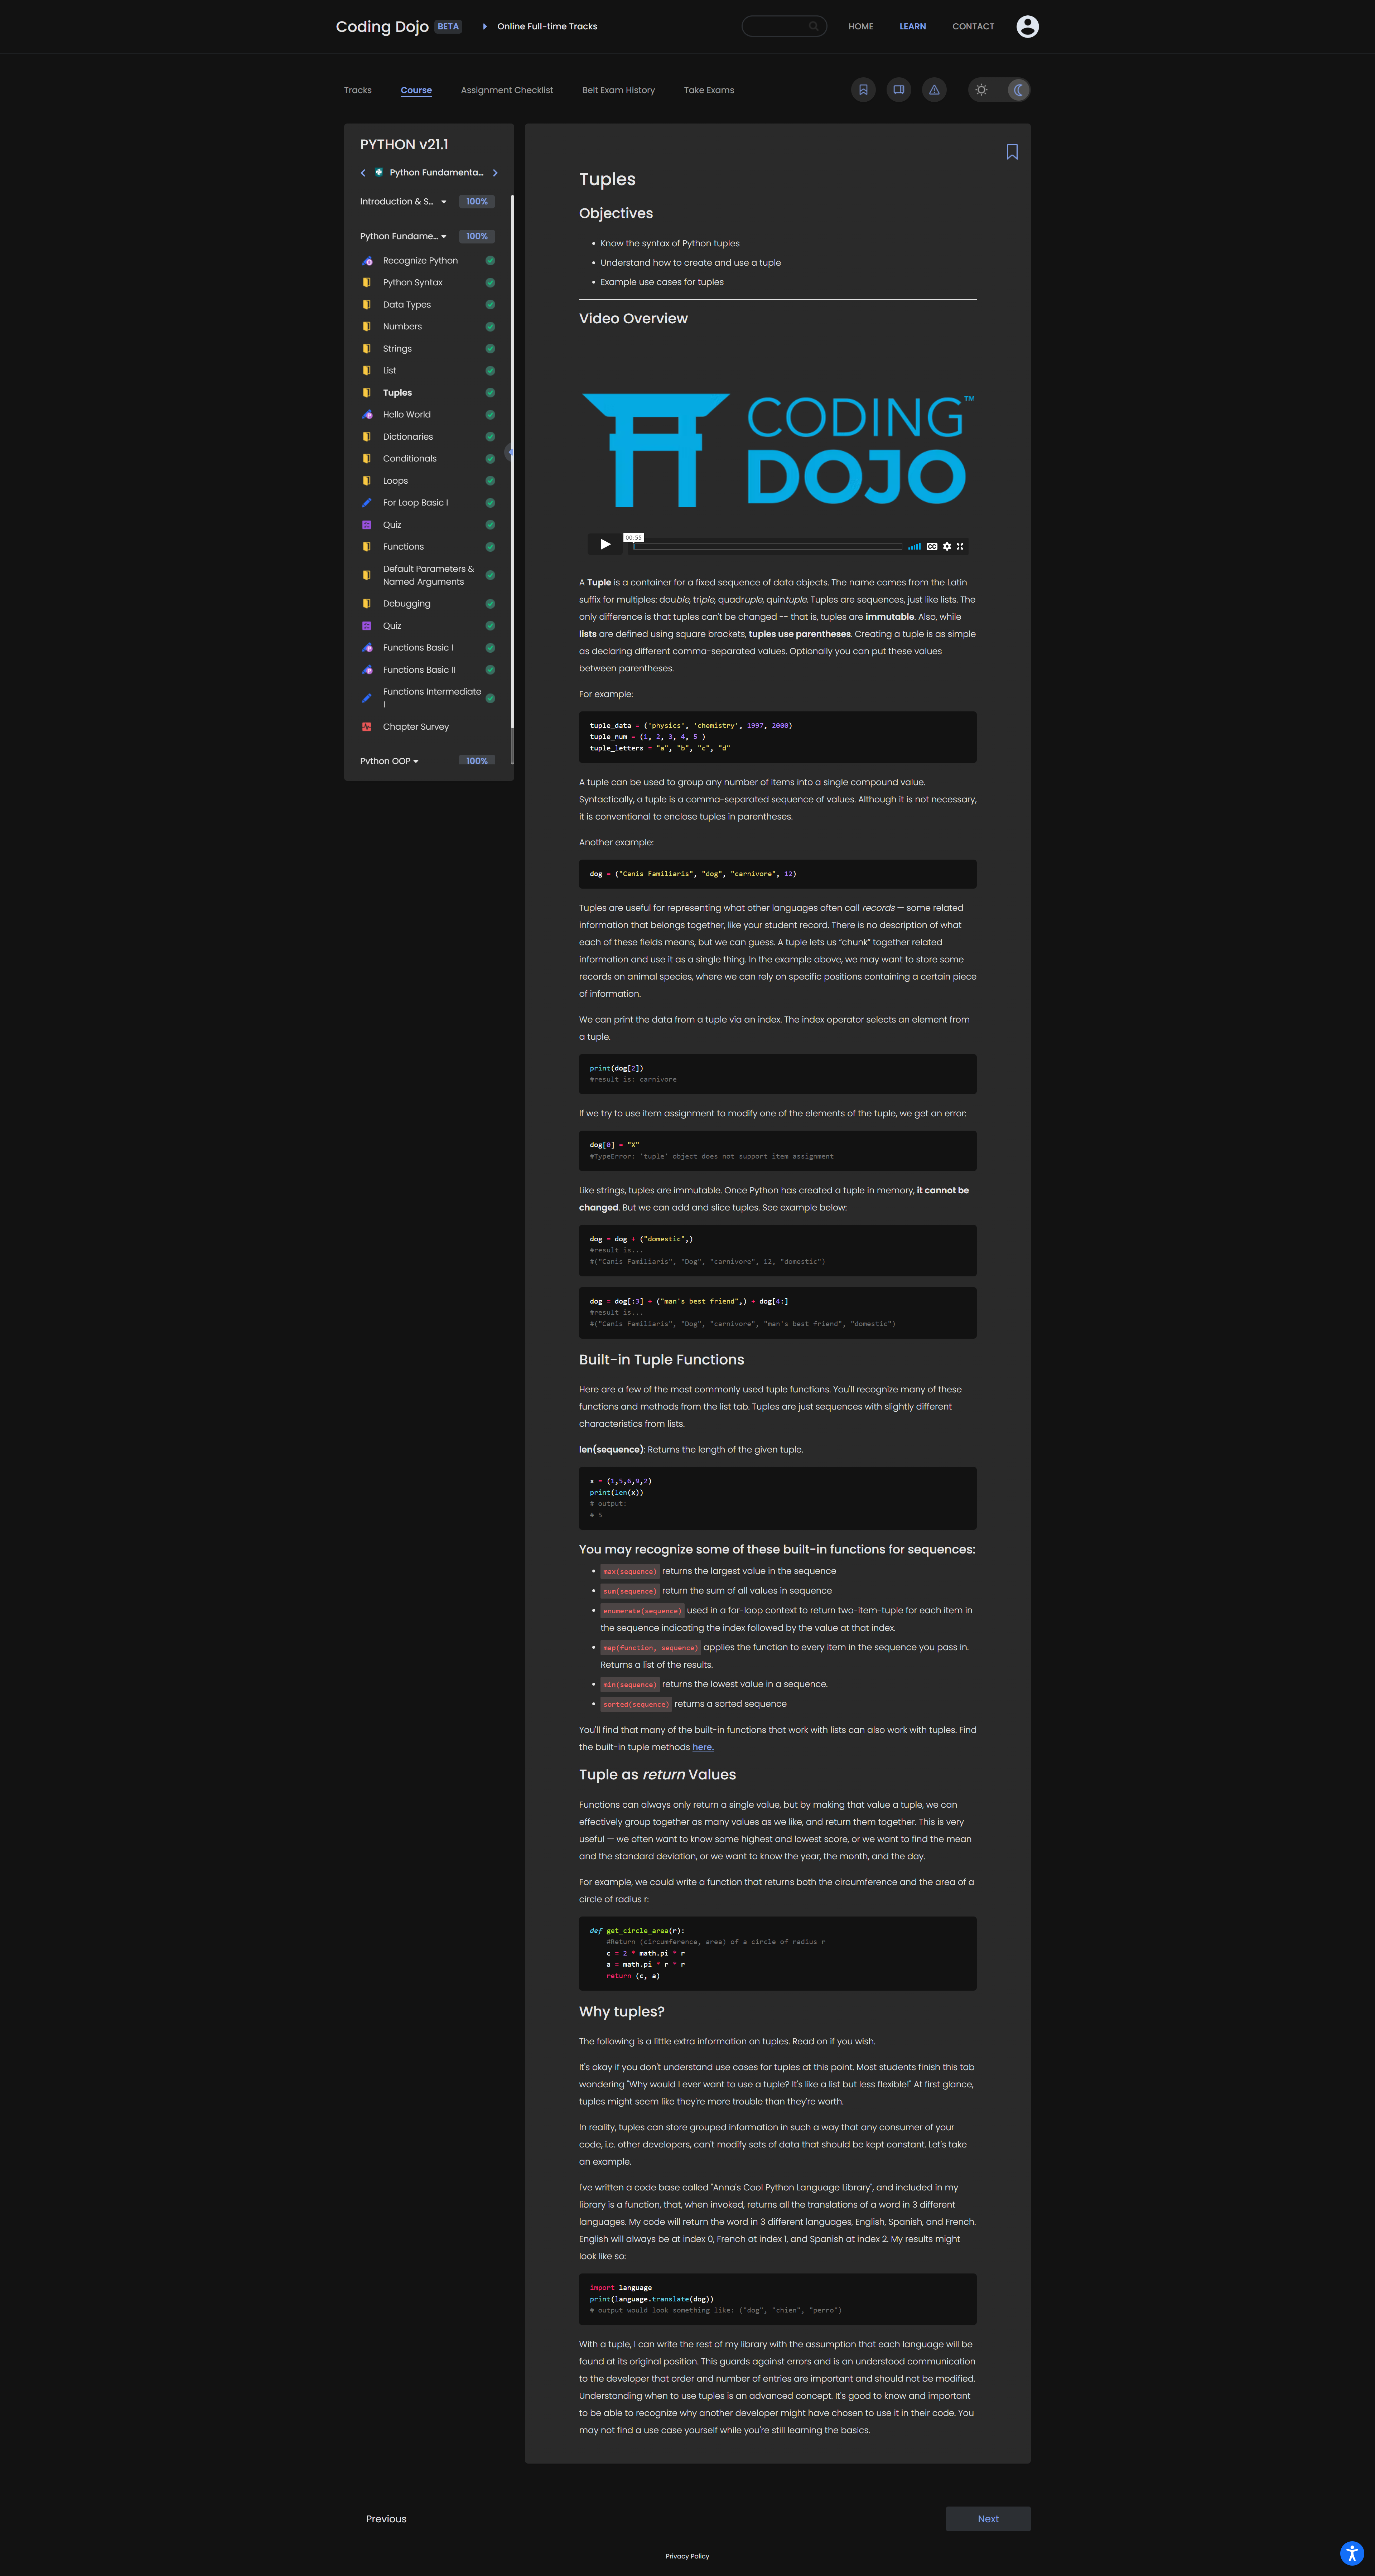 Coding Dojo BETA Online Full-time Tracks HOME LEARN CONTACT
Tracks Course Assignment Checklist Belt Exam History Take Exams
PYTHON v21.1
Python Fundamenta...
Introduction & S... 100%
Python Fundame... 100%
Recognize Python
Python Syntax
Data Types
Numbers
Strings
List
Tuples
Hello World
Dictionaries
Conditionals
Loops
For Loop Basic I
Quiz
Functions
Default Parameters &
Named Arguments
Debugging
Quiz
Functions Basic I
Functions Basic II
Functions Intermediate
I
Chapter Survey
Python OOP 100%
Tuples
Objectives
Know the syntax of Python tuples
Understand how to create and use a tuple
Example use cases for tuples
Video Overview
CODING™
DOJO
00:55
CC
A Tuple is a container for a fixed sequence of data objects. The name comes from the Latin
suffix for multiples: double, triple, quadruple, quintuple. Tuples are sequences, just like lists. The
only difference is that tuples can't be changed -- that is, tuples are immutable. Also, while
lists are defined using square brackets, tuples use parentheses. Creating a tuple is as simple
as declaring different comma-separated values. Optionally you can put these values
between parentheses.
For example:
tuple_data = ('physics', 'chemistry', 1997, 2000)
tuple_num = (1, 2, 3, 4, 5 )
tuple_letters = "a", "b", "c", "d"
A tuple can be used to group any number of items into a single compound value.
Syntactically, a tuple is a comma-separated sequence of values. Although it is not necessary,
it is conventional to enclose tuples in parentheses.
Another example:
dog = ("Canis Familiaris", "dog", "carnivore", 12)
Tuples are useful for representing what other languages often call records — some related
information that belongs together, like your student record. There is no description of what
each of these fields means, but we can guess. A tuple lets us “chunk” together related
information and use it as a single thing. In the example above, we may want to store some
records on animal species, where we can rely on specific positions containing a certain piece
of information.
We can print the data from a tuple via an index. The index operator selects an element from
a tuple.
print(dog[2])
#result is: carnivore
If we try to use item assignment to modify one of the elements of the tuple, we get an error:
dog[0] = "X"
#TypeError: 'tuple' object does not support item assignment
Like strings, tuples are immutable. Once Python has created a tuple in memory, it cannot be
changed. But we can add and slice tuples. See example below:
dog = dog + ("domestic",)
#result is...
#("Canis Familiaris", "Dog", "carnivore", 12, "domestic")
dog = dog[:3] + ("man's best friend",) + dog[4:]
#result is...
#("Canis Familiaris", "Dog", "carnivore", "man's best friend", "domestic")
Built-in Tuple Functions
Here are a few of the most commonly used tuple functions. You'll recognize many of these
functions and methods from the list tab. Tuples are just sequences with slightly different
characteristics from lists.
len(sequence): Returns the length of the given tuple.
x = (1,5,6,9,2)
print(len(x))
# output:
# 5
You may recognize some of these built-in functions for sequences:
max(sequence) returns the largest value in the sequence
sum(sequence) return the sum of all values in sequence
enumerate(sequence) used in a for-loop context to return two-item-tuple for each item in
the sequence indicating the index followed by the value at that index.
map(function, sequence) applies the function to every item in the sequence you pass in.
Returns a list of the results.
min(sequence) returns the lowest value in a sequence.
sorted(sequence) returns a sorted sequence
You'll find that many of the built-in functions that work with lists can also work with tuples. Find
the built-in tuple methods here.
Tuple as return Values
Functions can always only return a single value, but by making that value a tuple, we can
effectively group together as many values as we like, and return them together. This is very
useful — we often want to know some highest and lowest score, or we want to find the mean
and the standard deviation, or we want to know the year, the month, and the day.
For example, we could write a function that returns both the circumference and the area of a
circle of radius r:
def get_circle_area(r):
#Return (circumference, area) of a circle of radius r
c = 2 * math.pi * r
a = math.pi * r * r
return (c, a)
Why tuples?
The following is a little extra information on tuples. Read on if you wish.
It's okay if you don't understand use cases for tuples at this point. Most students finish this tab
wondering "Why would I ever want to use a tuple? It's like a list but less flexible!" At first glance,
tuples might seem like they're more trouble than they're worth.
In reality, tuples can store grouped information in such a way that any consumer of your
code, i.e. other developers, can't modify sets of data that should be kept constant. Let's take
an example.
I've written a code base called "Anna's Cool Python Language Library", and included in my
library is a function, that, when invoked, returns all the translations of a word in 3 different
languages. My code will return the word in 3 different languages, English, Spanish, and French.
English will always be at index 0, French at index 1, and Spanish at index 2. My results might
look like so:
import language
print(language.translate(dog))
# output would look something like: ("dog", "chien", "perro")
With a tuple, I can write the rest of my library with the assumption that each language will be
found at its original position. This guards against errors and is an understood communication
to the developer that order and number of entries are important and should not be modified.
Understanding when to use tuples is an advanced concept. It's good to know and important
to be able to recognize why another developer might have chosen to use it in their code. You
may not find a use case yourself while you're still learning the basics.
Previous Next
Privacy Policy